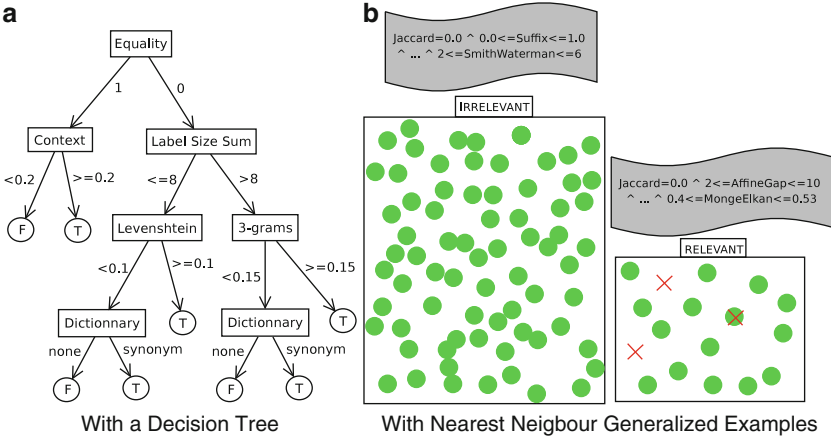 a
Equality
1
0
Context
Label Size Sum
<0.2
>=0.2
<=8
>8
F
T
Levenshtein
3-grams
<0.1
>=0.1
<0.15
>=0.15
Dictionnary
T
Dictionnary
T
none
synonym
none
synonym
F
T
F
T
With a Decision Tree
b
Jaccard=0.0 ^ 0.0<=Suffix<=1.0
^ ... ^ 2<=SmithWaterman<=6
IRRELEVANT
Jaccard=0.0 ^ 2<=AffineGap<=10
^ ... ^ 0.4<=MongeElkan<=0.53
RELEVANT
With Nearest Neigbour Generalized Examples